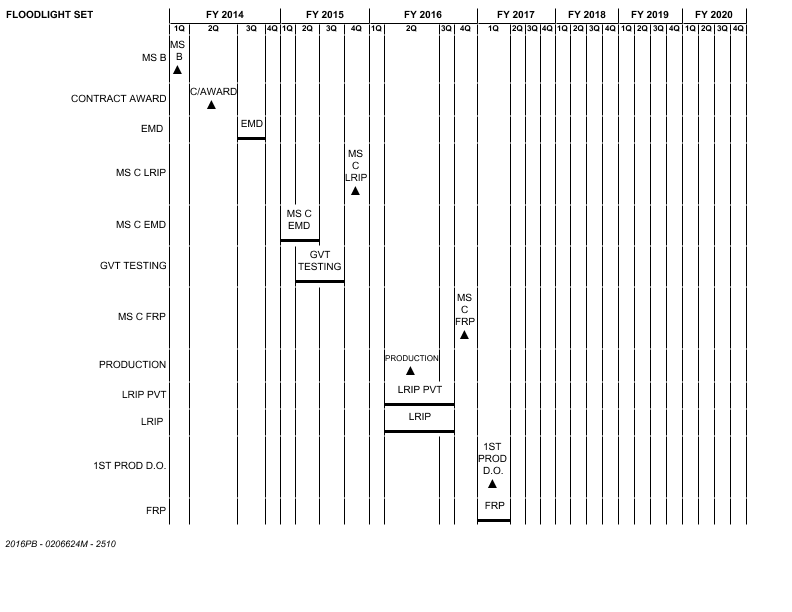 FLOODLIGHT SET
FY 2014 FY 2015 FY 2016 FY 2017 FY 2018 FY 2019 FY 2020
1Q 2Q 3Q 4Q 1Q 2Q 3Q 4Q 1Q 2Q 3Q 4Q 1Q 2Q 3Q 4Q 1Q 2Q 3Q 4Q 1Q 2Q 3Q 4Q 1Q 2Q 3Q 4Q
MS B
MS
B
CONTRACT AWARD
C/AWARD
EMD
EMD
MS C LRIP
MS
C
LRIP
MS C EMD
MS C
EMD
GVT TESTING
GVT
TESTING
MS C FRP
MS
C
FRP
PRODUCTION
PRODUCTION
LRIP PVT
LRIP PVT
LRIP
LRIP
1ST PROD D.O.
1ST
PROD
D.O.
FRP
FRP
2016PB - 0206624M - 2510